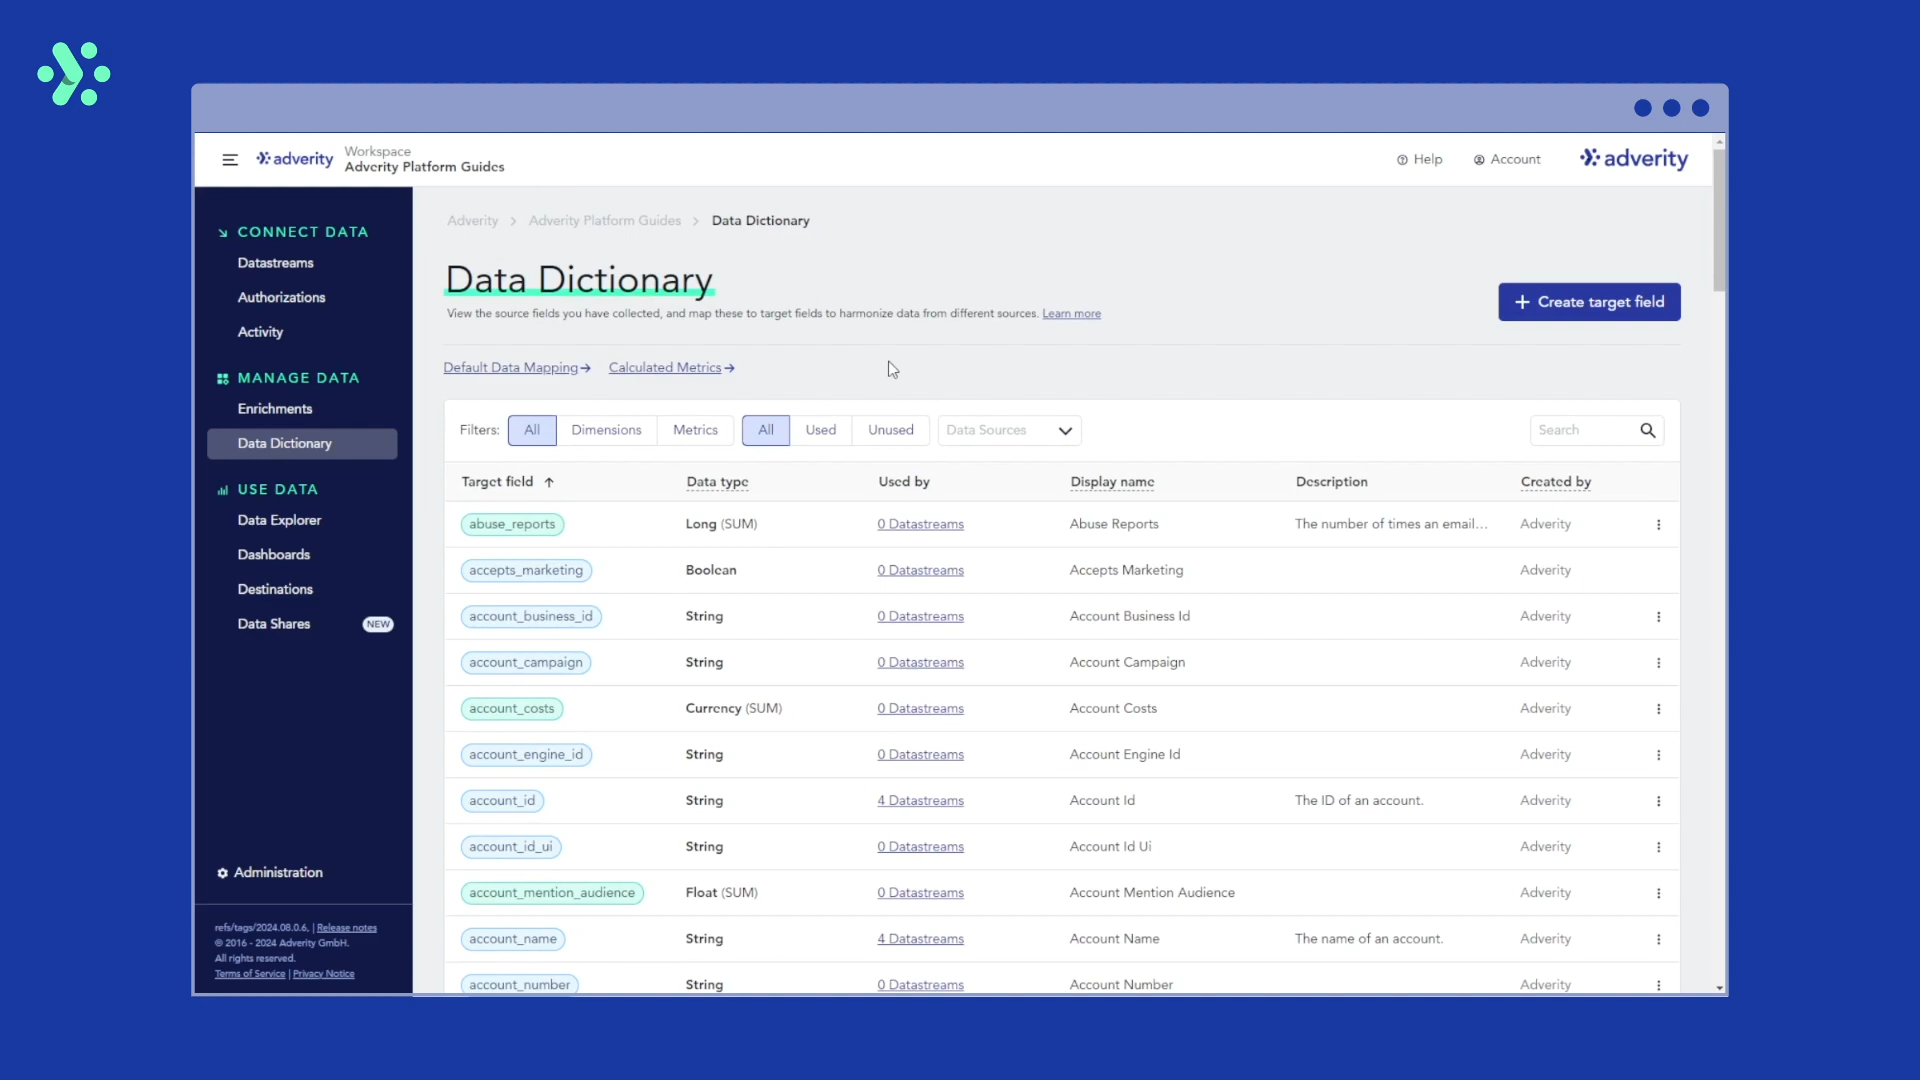 adverity
Workspace
Adverity Platform Guides
Help
Account
adverity
CONNECT DATA
Datastreams
Authorizations
Activity
MANAGE DATA
Enrichments
Data Dictionary
USE DATA
Data Explorer
Dashboards
Destinations
Data Shares NEW
Administration
refs/tags/2024.08.0.6, | Release notes
© 2016 - 2024 Adverity GmbH.
All rights reserved.
Terms of Service | Privacy Notice
Adverity > Adverity Platform Guides > Data Dictionary
Data Dictionary
View the source fields you have collected, and map these to target fields to harmonize data from different sources. Learn more
+ Create target field
Default Data Mapping→ Calculated Metrics→
Filters: All Dimensions Metrics All Used Unused Data Sources Search
Target field ↑ Data type Used by Display name Description Created by
abuse_reports Long (SUM) 0 Datastreams Abuse Reports The number of times an email... Adverity
accepts_marketing Boolean 0 Datastreams Accepts Marketing Adverity
account_business_id String 0 Datastreams Account Business Id Adverity
account_campaign String 0 Datastreams Account Campaign Adverity
account_costs Currency (SUM) 0 Datastreams Account Costs Adverity
account_engine_id String 0 Datastreams Account Engine Id Adverity
account_id String 4 Datastreams Account Id The ID of an account. Adverity
account_id_ui String 0 Datastreams Account Id Ui Adverity
account_mention_audience Float (SUM) 0 Datastreams Account Mention Audience Adverity
account_name String 4 Datastreams Account Name The name of an account. Adverity
account_number String 0 Datastreams Account Number Adverity